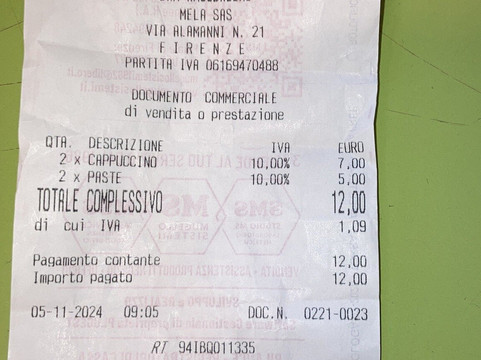 MELA SAS
VIA ALAMANNI N. 21
FIRENZE
PARTITA IVA 06169470488
DOCUMENTO COMMERCIALE
di vendita o prestazione
QTA. DESCRIZIONE IVA EURO
2 x CAPPUCCINO 10,00% 7,00
2 x PASTE 10,00% 5,00
TOTALE COMPLESSIVO 12,00
di cui IVA 1,09
Pagamento contante 12,00
Importo pagato 12,00
05-11-2024 09:05 DOC.N. 0221-0023
RT 94IBQ011335